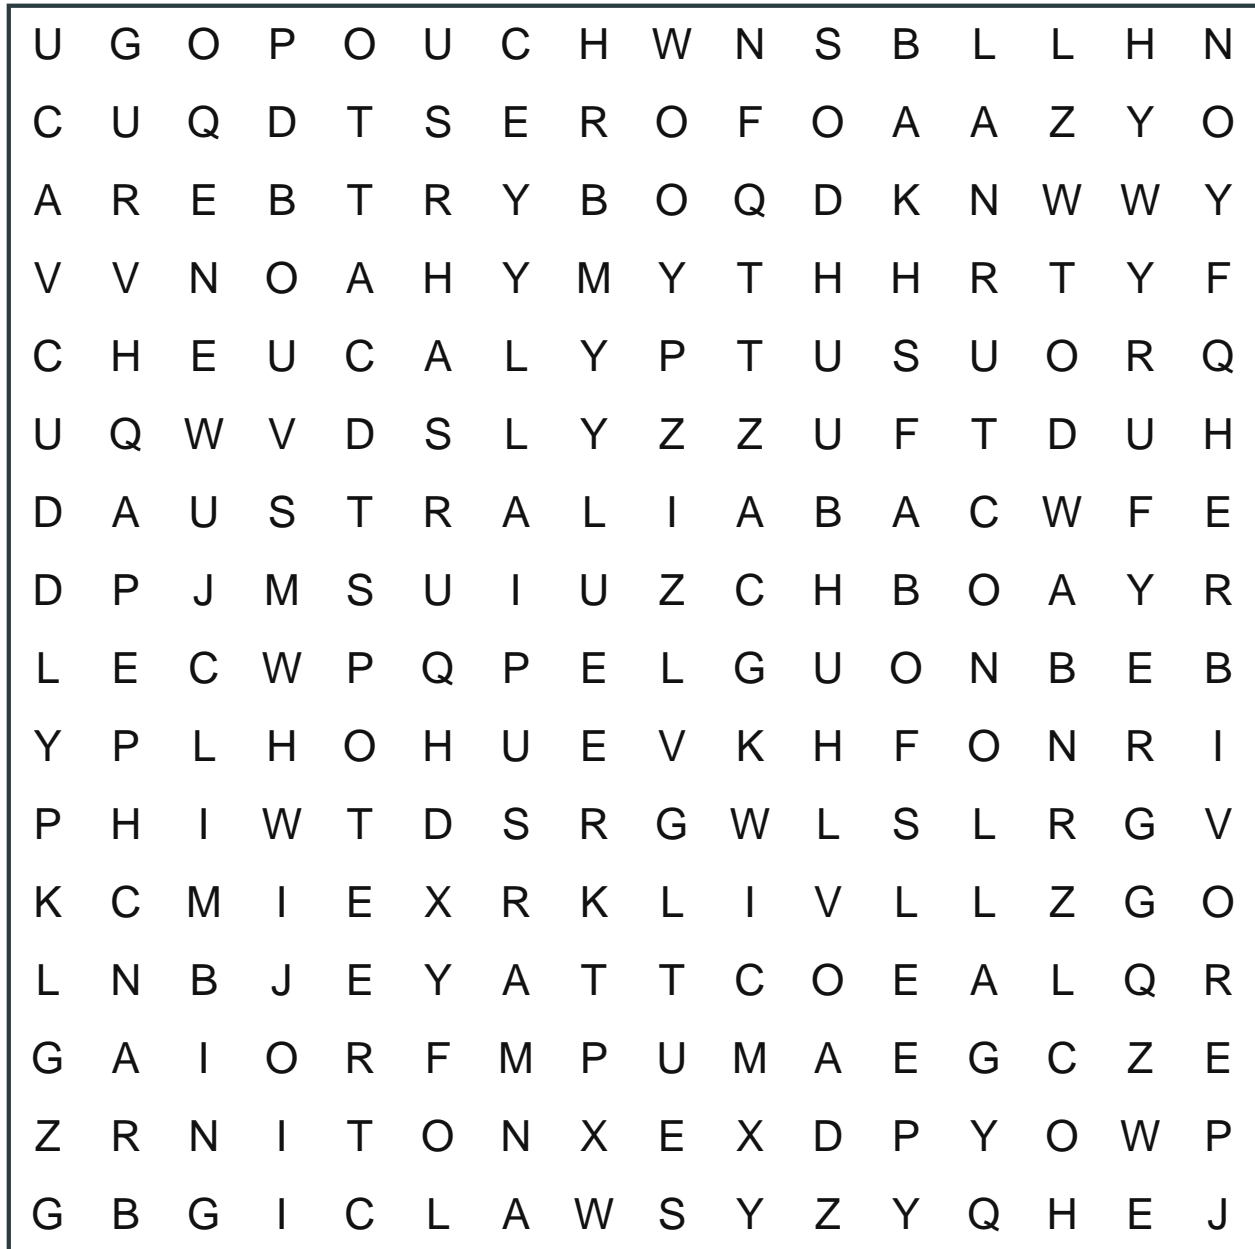 U G O P O U C H W N S B L L H N
C U Q D T S E R O F O A A Z Y O
A R E B T R Y B O Q D K N W W Y
V V N O A H Y M Y T H H R T Y F
C H E U C A L Y P T U S U O R Q
U Q W V D S L Y Z Z U F T D U H
D A U S T R A L I A B A C W F E
D P J M S U I U Z C H B O A Y R
L E C W P Q P E L G U O N B E B
Y P L H O H U E V K H F O N R I
P H I W T D S R G W L S L R G V
K C M I E X R K L I V L L Z G O
L N B J E Y A T T C O E A L Q R
G A I O R F M P U M A E G C Z E
Z R N I T O N X E X D P Y O W P
G B G I C L A W S Y Z Y Q H E J